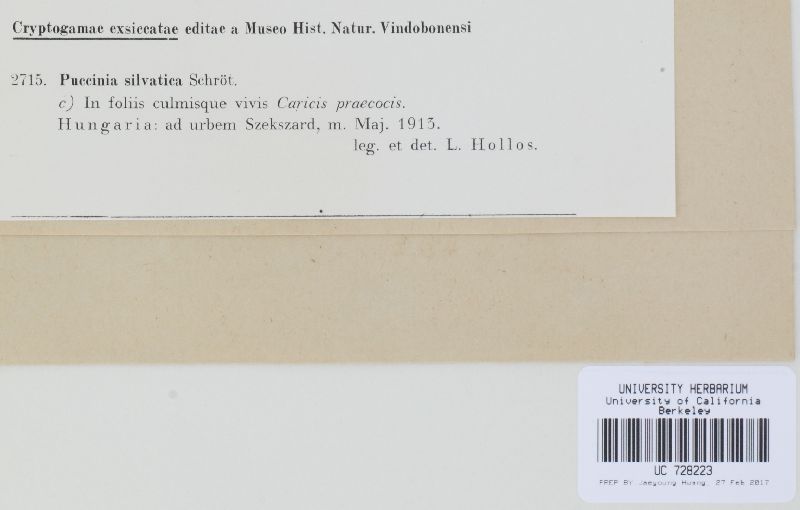 Cryptogamae exsiccatae editae a Museo Hist. Natur. Vindobonensi
2715. Puccinia silvatica Schröt.
c) In foliis culmisque vivis Caricis praecocis.
Hungaria: ad urbem Szekszard, m. Maj. 1913.
leg. et det. L. Hollos.
UNIVERSITY HERBARIUM
University of California
Berkeley
UC 728223
PREP BY Jaeyoung Huang, 27 Feb 2017